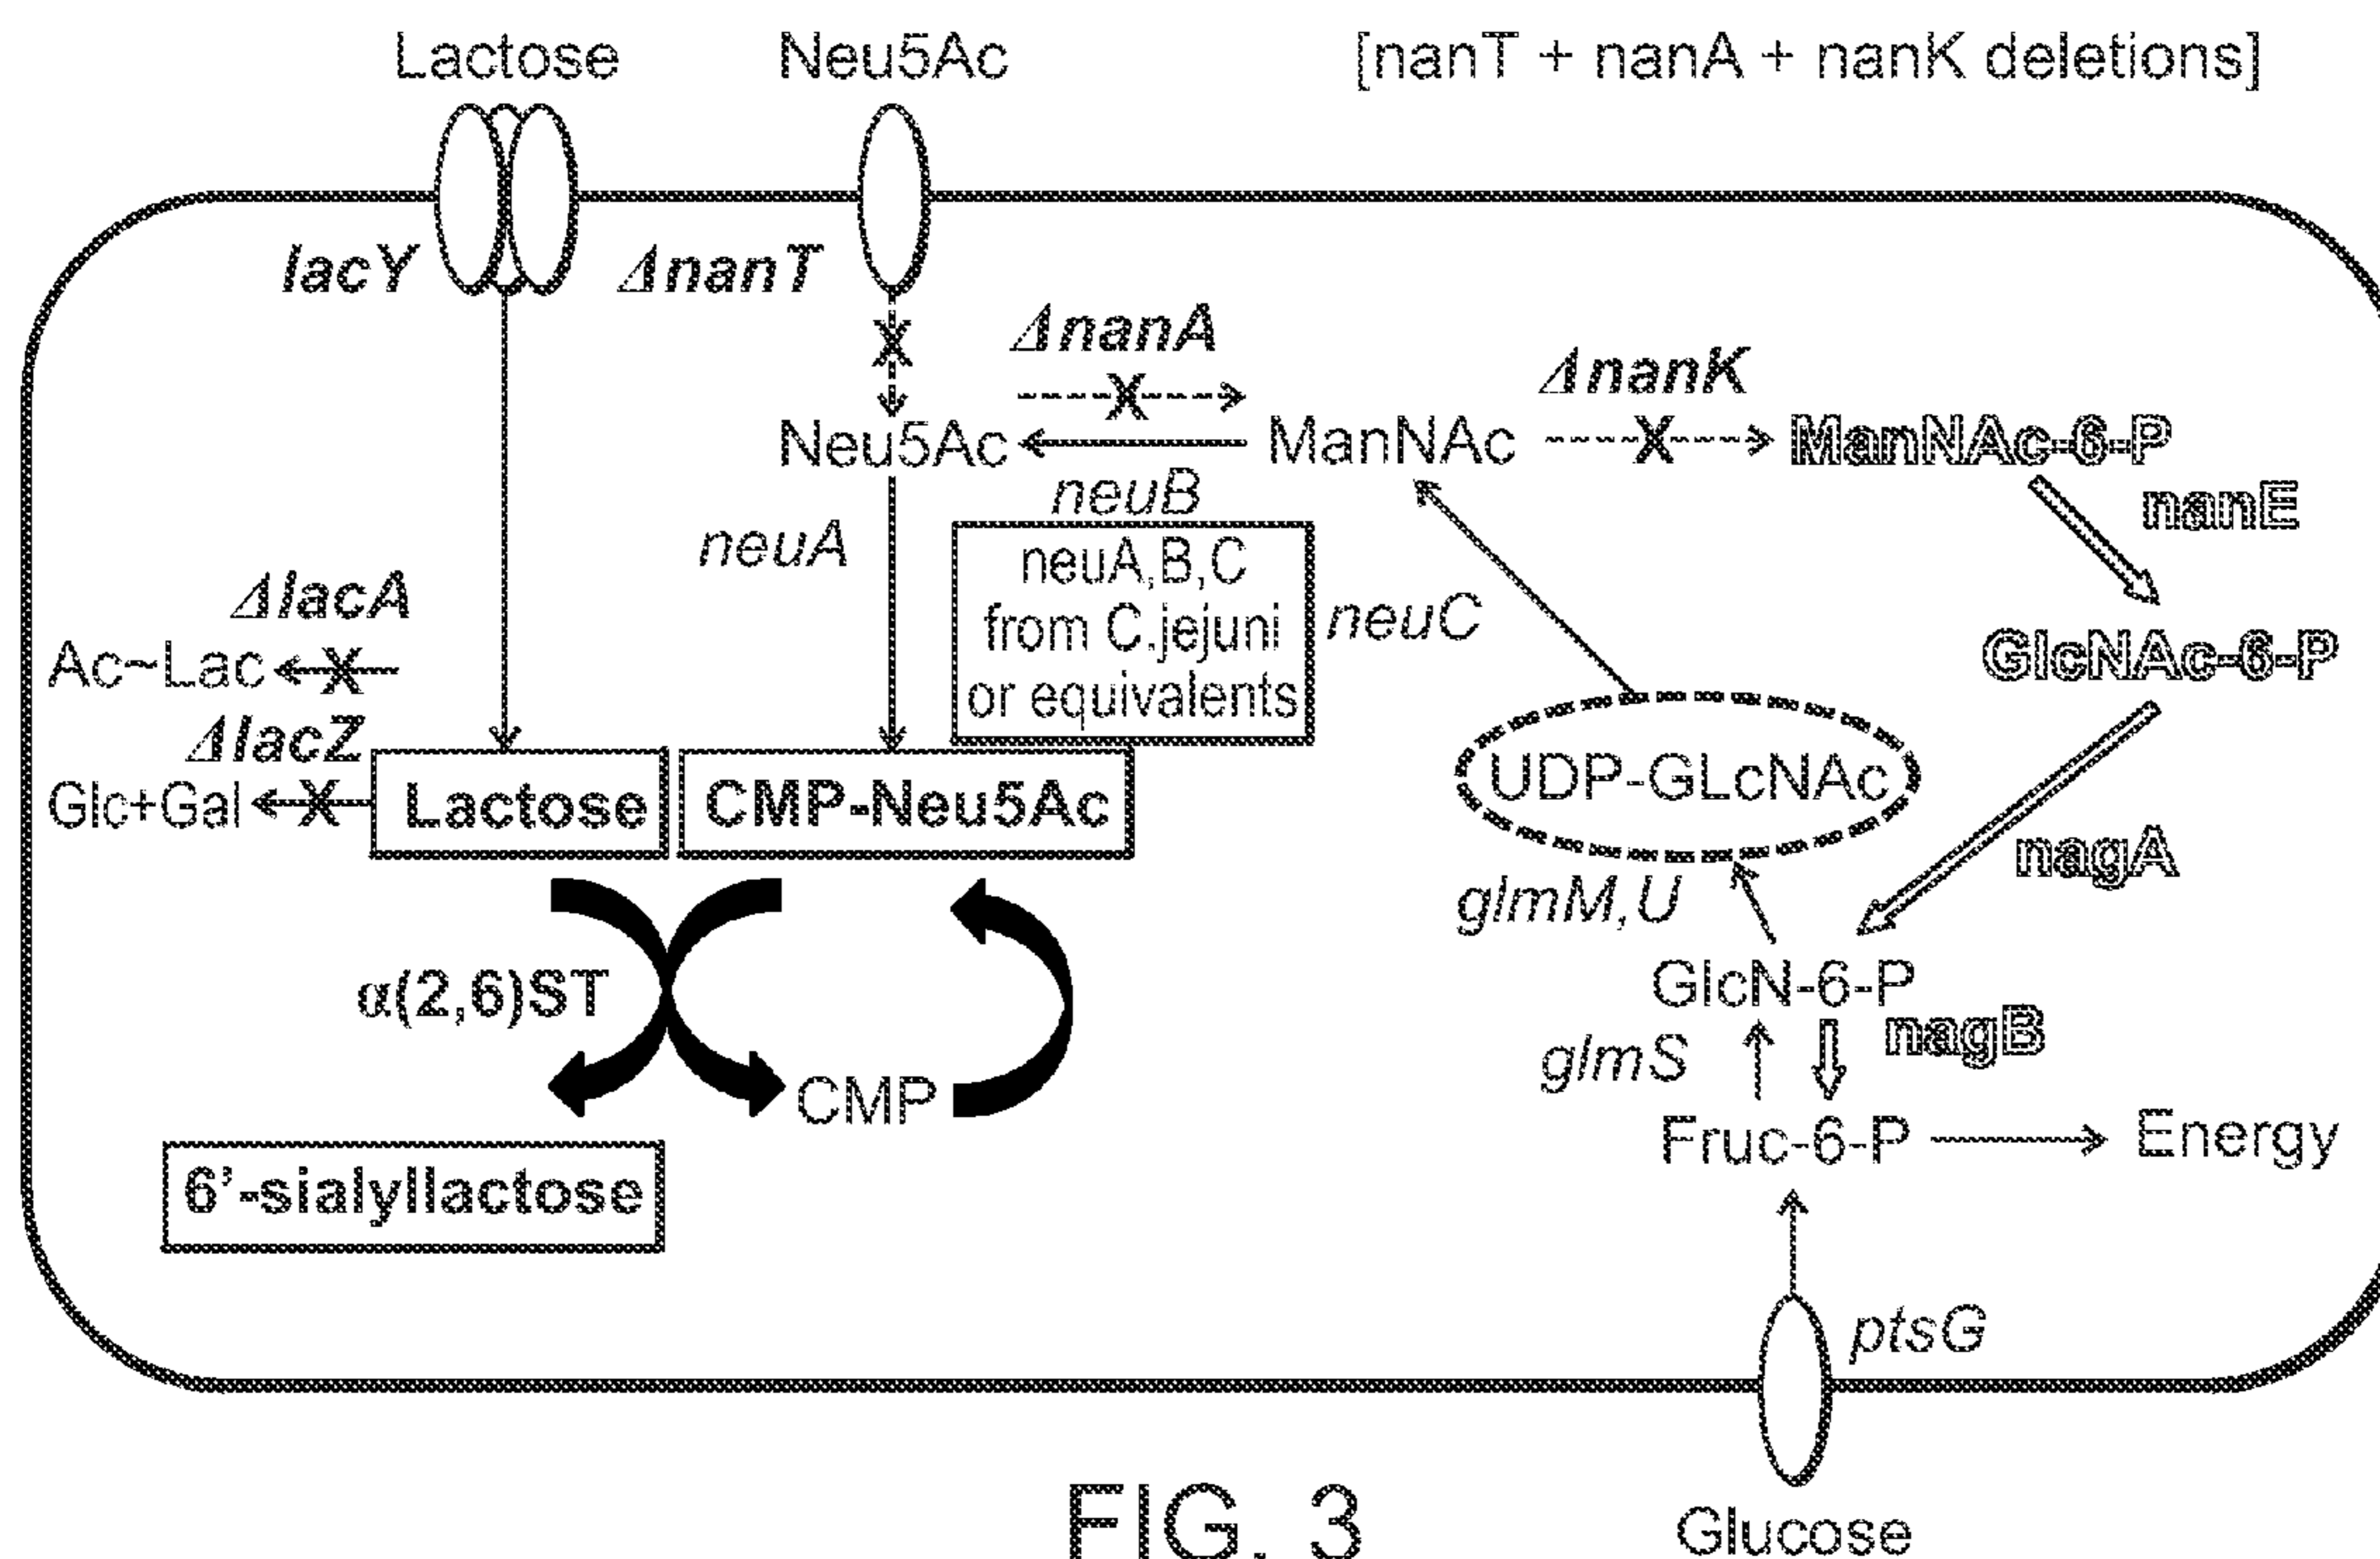 Lactose
Neu5Ac
[nanT + nanA + nanK deletions]
lacY
ΔnanT
X
ΔnanA
X
ΔnanK
X
Neu5Ac
ManNAc
ManNAc-6-P
neuB
nanE
neuA
neuA,B,C
from C.jejuni
or equivalents
neuC
ΔlacA
Ac~Lac
X
GlcNAc-6-P
ΔlacZ
Glc+Gal
X
Lactose
CMP-Neu5Ac
UDP-GLcNAc
nagA
glmM,U
α(2,6)ST
GlcN-6-P
nagB
glmS
CMP
Fruc-6-P
Energy
6'-sialyllactose
ptsG
Glucose
FIG. 3